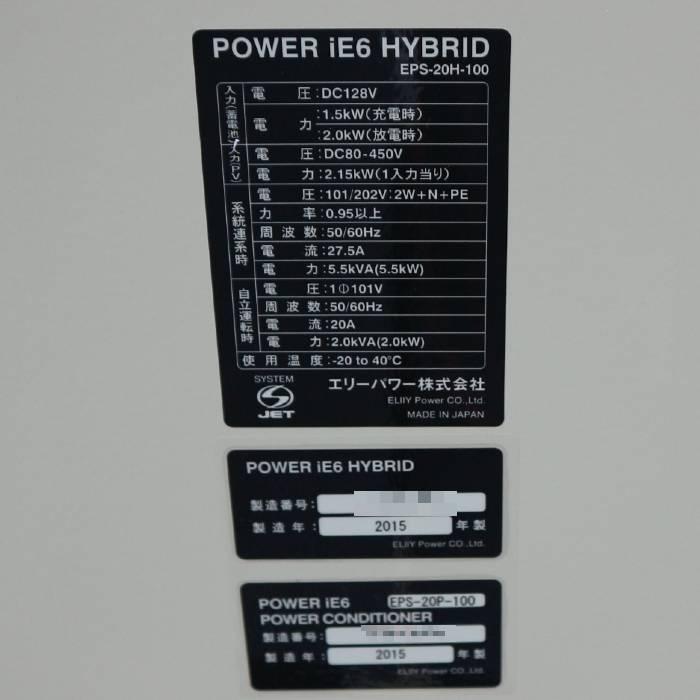 POWER iE6 HYBRID
EPS-20H-100
入力(蓄電池)
電 圧:DC128V
電 力:1.5kW(充電時)
:2.0kW(放電時)
入力(PV)
電 圧:DC80-450V
電 力:2.15kW(1入力当り)
系統連系時
電 圧:101/202V:2W+N+PE
力 率:0.95以上
周 波 数:50/60Hz
電 流:27.5A
電 力:5.5kVA(5.5kW)
自立運転時
電 圧:1Φ101V
周 波 数:50/60Hz
電 流:20A
電 力:2.0kVA(2.0kW)
使 用 温 度:-20 to 40°C
SYSTEM
JET
エリーパワー株式会社
ELIIY Power CO.,Ltd.
MADE IN JAPAN
POWER iE6 HYBRID
製造番号:
製 造 年: 2015 年 製
ELIIY Power CO.,Ltd.
POWER iE6 EPS-20P-100
POWER CONDITIONER
製造番号:
製 造 年: 2015 年 製
ELIIY Power CO.,Ltd.